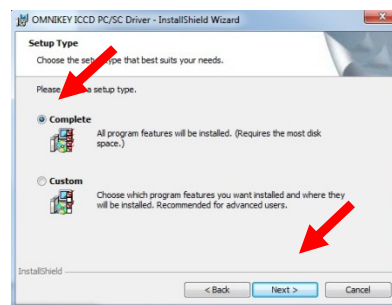 OMNIKEY ICCD PC/SC Driver - InstallShield Wizard
Setup Type
Choose the setup type that best suits your needs.
Please a setup type.
Complete
All program features will be installed. (Requires the most disk
space.)
Custom
Choose which program features you want installed and where they
will be installed. Recommended for advanced users.
InstallShield
< Back Next > Cancel